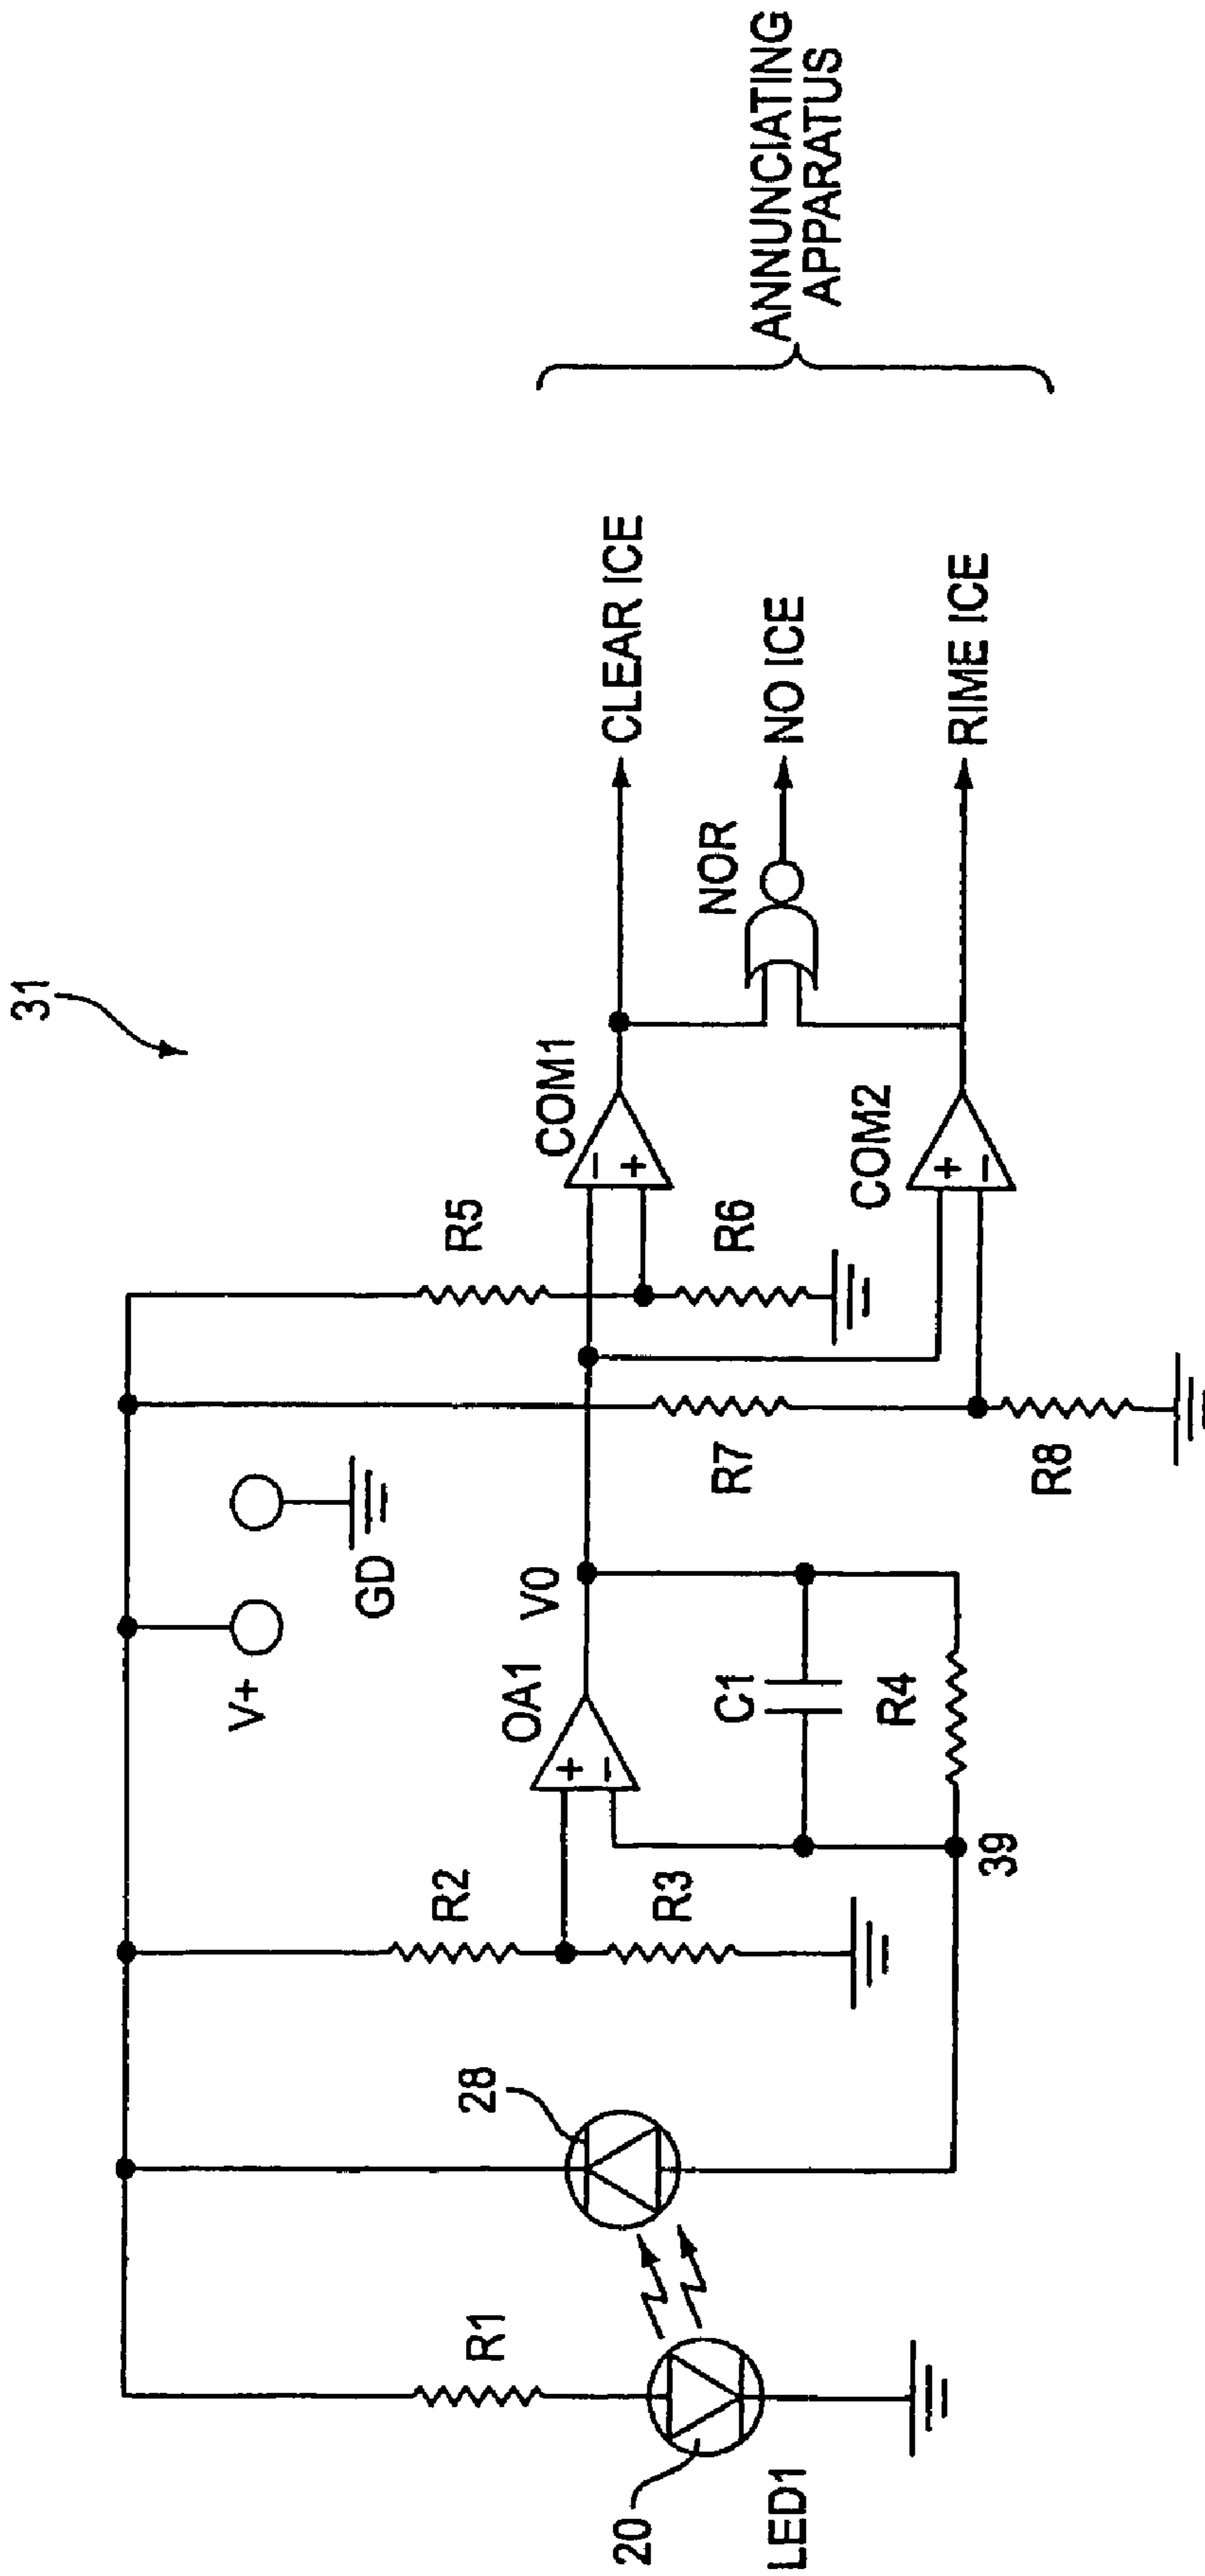 31
ANNUNCIATING
APPARATUS
CLEAR ICE
NO ICE
RIME ICE
NOR
COM1
COM2
+
−
+
−
R5
R6
R7
R8
V+
GD
V0
OA1
+
−
C1
R4
39
R2
R3
28
R1
20
LED1